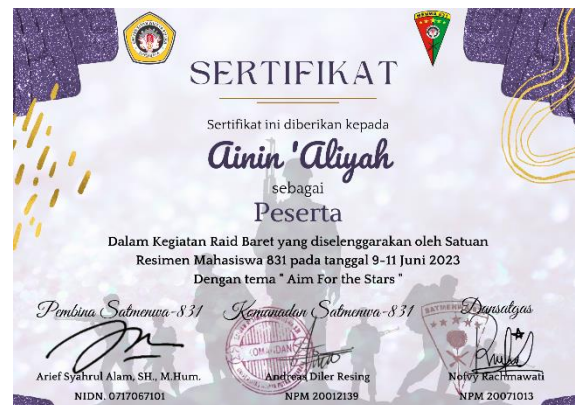 SERTIFIKAT
Sertifikat ini diberikan kepada
Ainin 'Aliyah
sebagai
Peserta
Dalam Kegiatan Raid Baret yang diselenggarakan oleh Satuan
Resimen Mahasiswa 831 pada tanggal 9-11 Juni 2023
Dengan tema " Aim For the Stars "
Pembina Satmenwa-831 Komanadan Satmenwa-831 Dansatgas
KOMANDAN
Arief Syahrul Alam, SH., M.Hum. Andreas Diler Resing Nofvy Rachmawati
NIDN. 0717067101 NPM 20012139 NPM 20071013